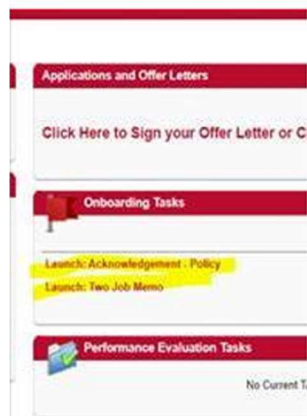 Applications and Offer Letters
Click Here to Sign your Offer Letter or C
Onboarding Tasks
Launch: Acknowledgement - Policy
Launch: Two Job Memo
Performance Evaluation Tasks
No Current Ta